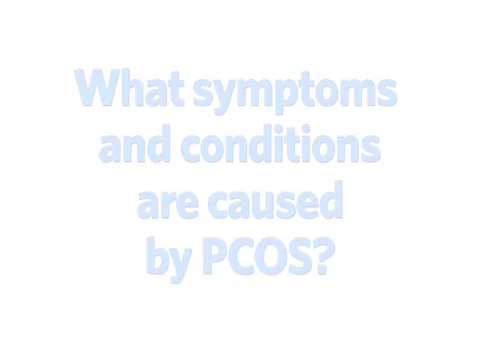 What symptoms
and conditions
are caused
by PCOS?